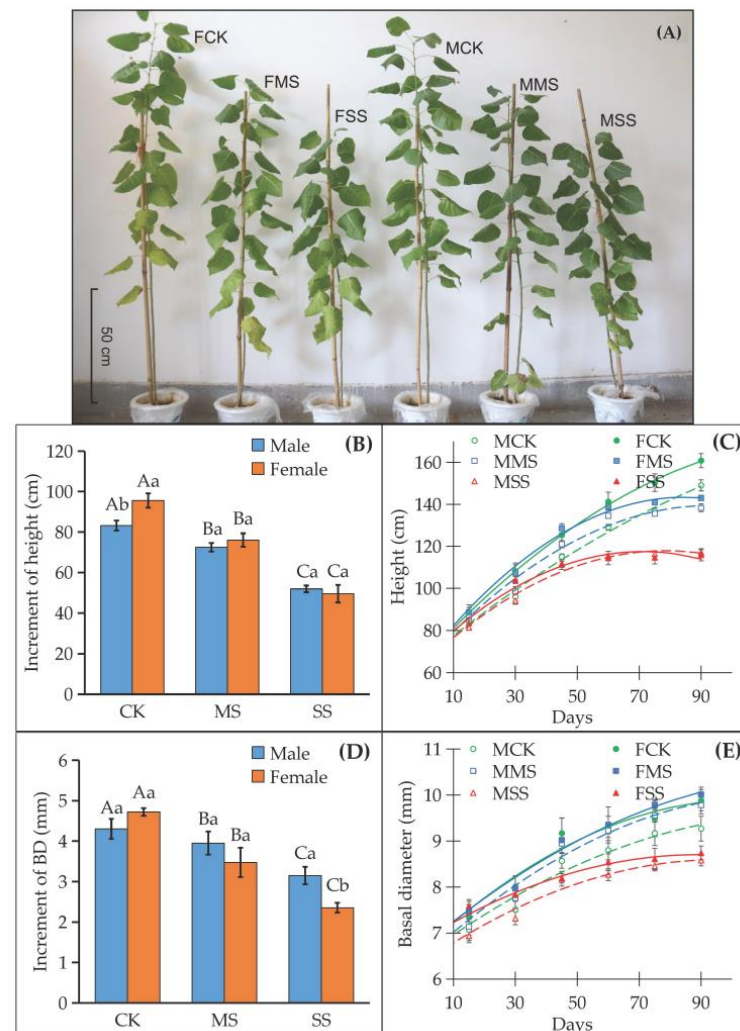 (A)
FCK
FMS
FSS
MCK
MMS
MSS
50 cm
(B)
Male
Female
Increment of height (cm)
120
100
80
60
40
20
0
Ab
Aa
Ba
Ba
Ca
Ca
CK
MS
SS
(C)
MCK
FCK
MMS
FMS
MSS
FSS
Height (cm)
160
140
120
100
80
60
10
30
50
70
90
Days
(D)
Male
Female
Increment of BD (mm)
6
5
4
3
2
1
0
Aa
Aa
Ba
Ba
Ca
Cb
CK
MS
SS
(E)
MCK
FCK
MMS
FMS
MSS
FSS
Basal diameter (mm)
11
10
9
8
7
6
10
30
50
70
90
Days